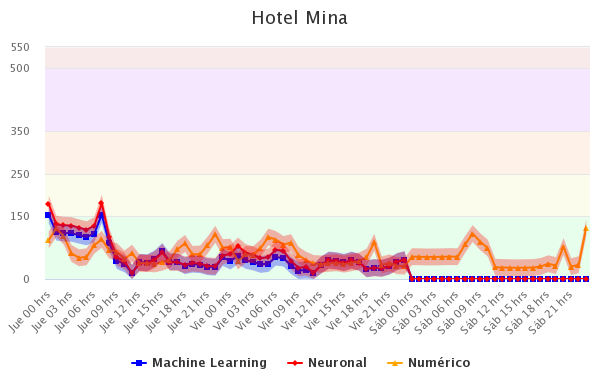 Hotel Mina
550
500
350
250
150
0
Jue 00 hrs
Jue 03 hrs
Jue 06 hrs
Jue 09 hrs
Jue 12 hrs
Jue 15 hrs
Jue 18 hrs
Jue 21 hrs
Vie 00 hrs
Vie 03 hrs
Vie 06 hrs
Vie 09 hrs
Vie 12 hrs
Vie 15 hrs
Vie 18 hrs
Vie 21 hrs
Sáb 00 hrs
Sáb 03 hrs
Sáb 06 hrs
Sáb 09 hrs
Sáb 12 hrs
Sáb 15 hrs
Sáb 18 hrs
Sáb 21 hrs
Machine Learning
Neuronal
Numérico